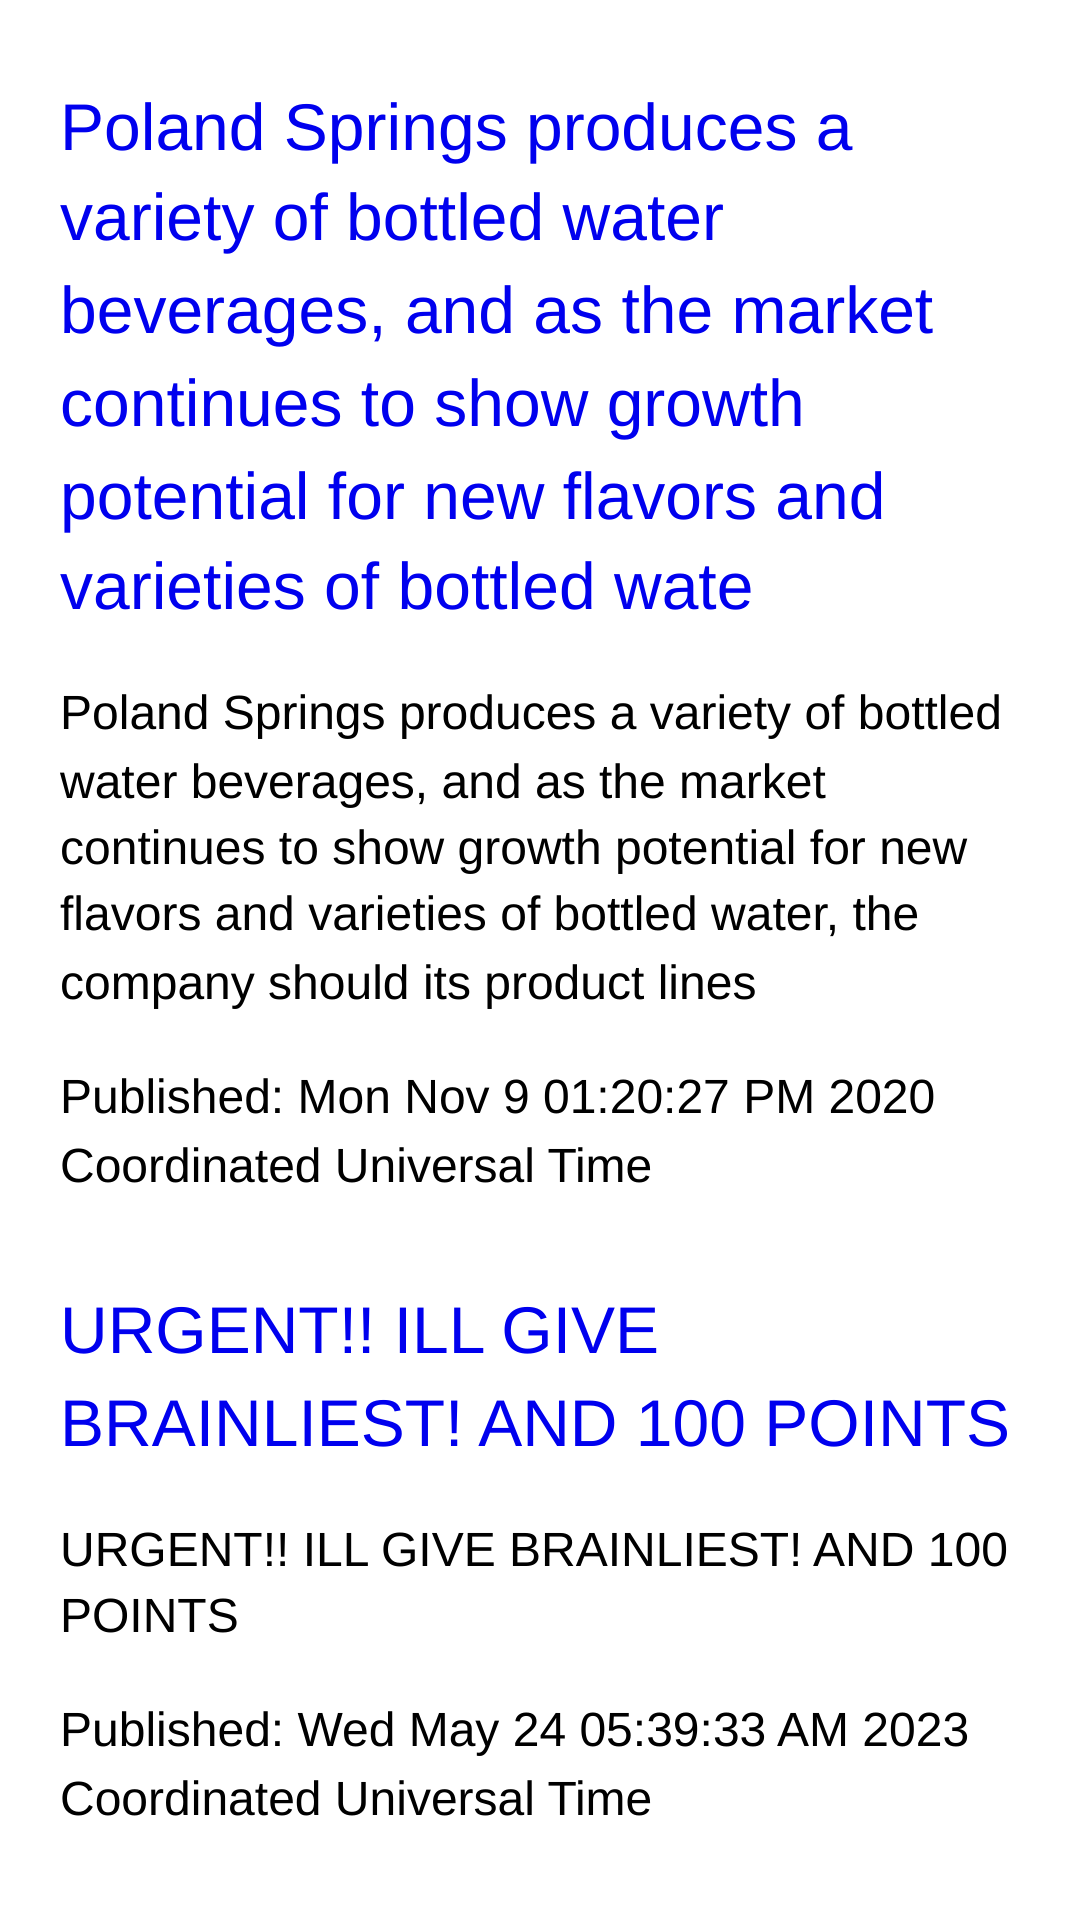 Poland Springs produces a
variety of bottled water
beverages, and as the market
continues to show growth
potential for new flavors and
varieties of bottled wate
Poland Springs produces a variety of bottled
water beverages, and as the market
continues to show growth potential for new
flavors and varieties of bottled water, the
company should its product lines
Published: Mon Nov 9 01:20:27 PM 2020
Coordinated Universal Time
URGENT!! ILL GIVE
BRAINLIEST! AND 100 POINTS
URGENT!! ILL GIVE BRAINLIEST! AND 100
POINTS
Published: Wed May 24 05:39:33 AM 2023
Coordinated Universal Time